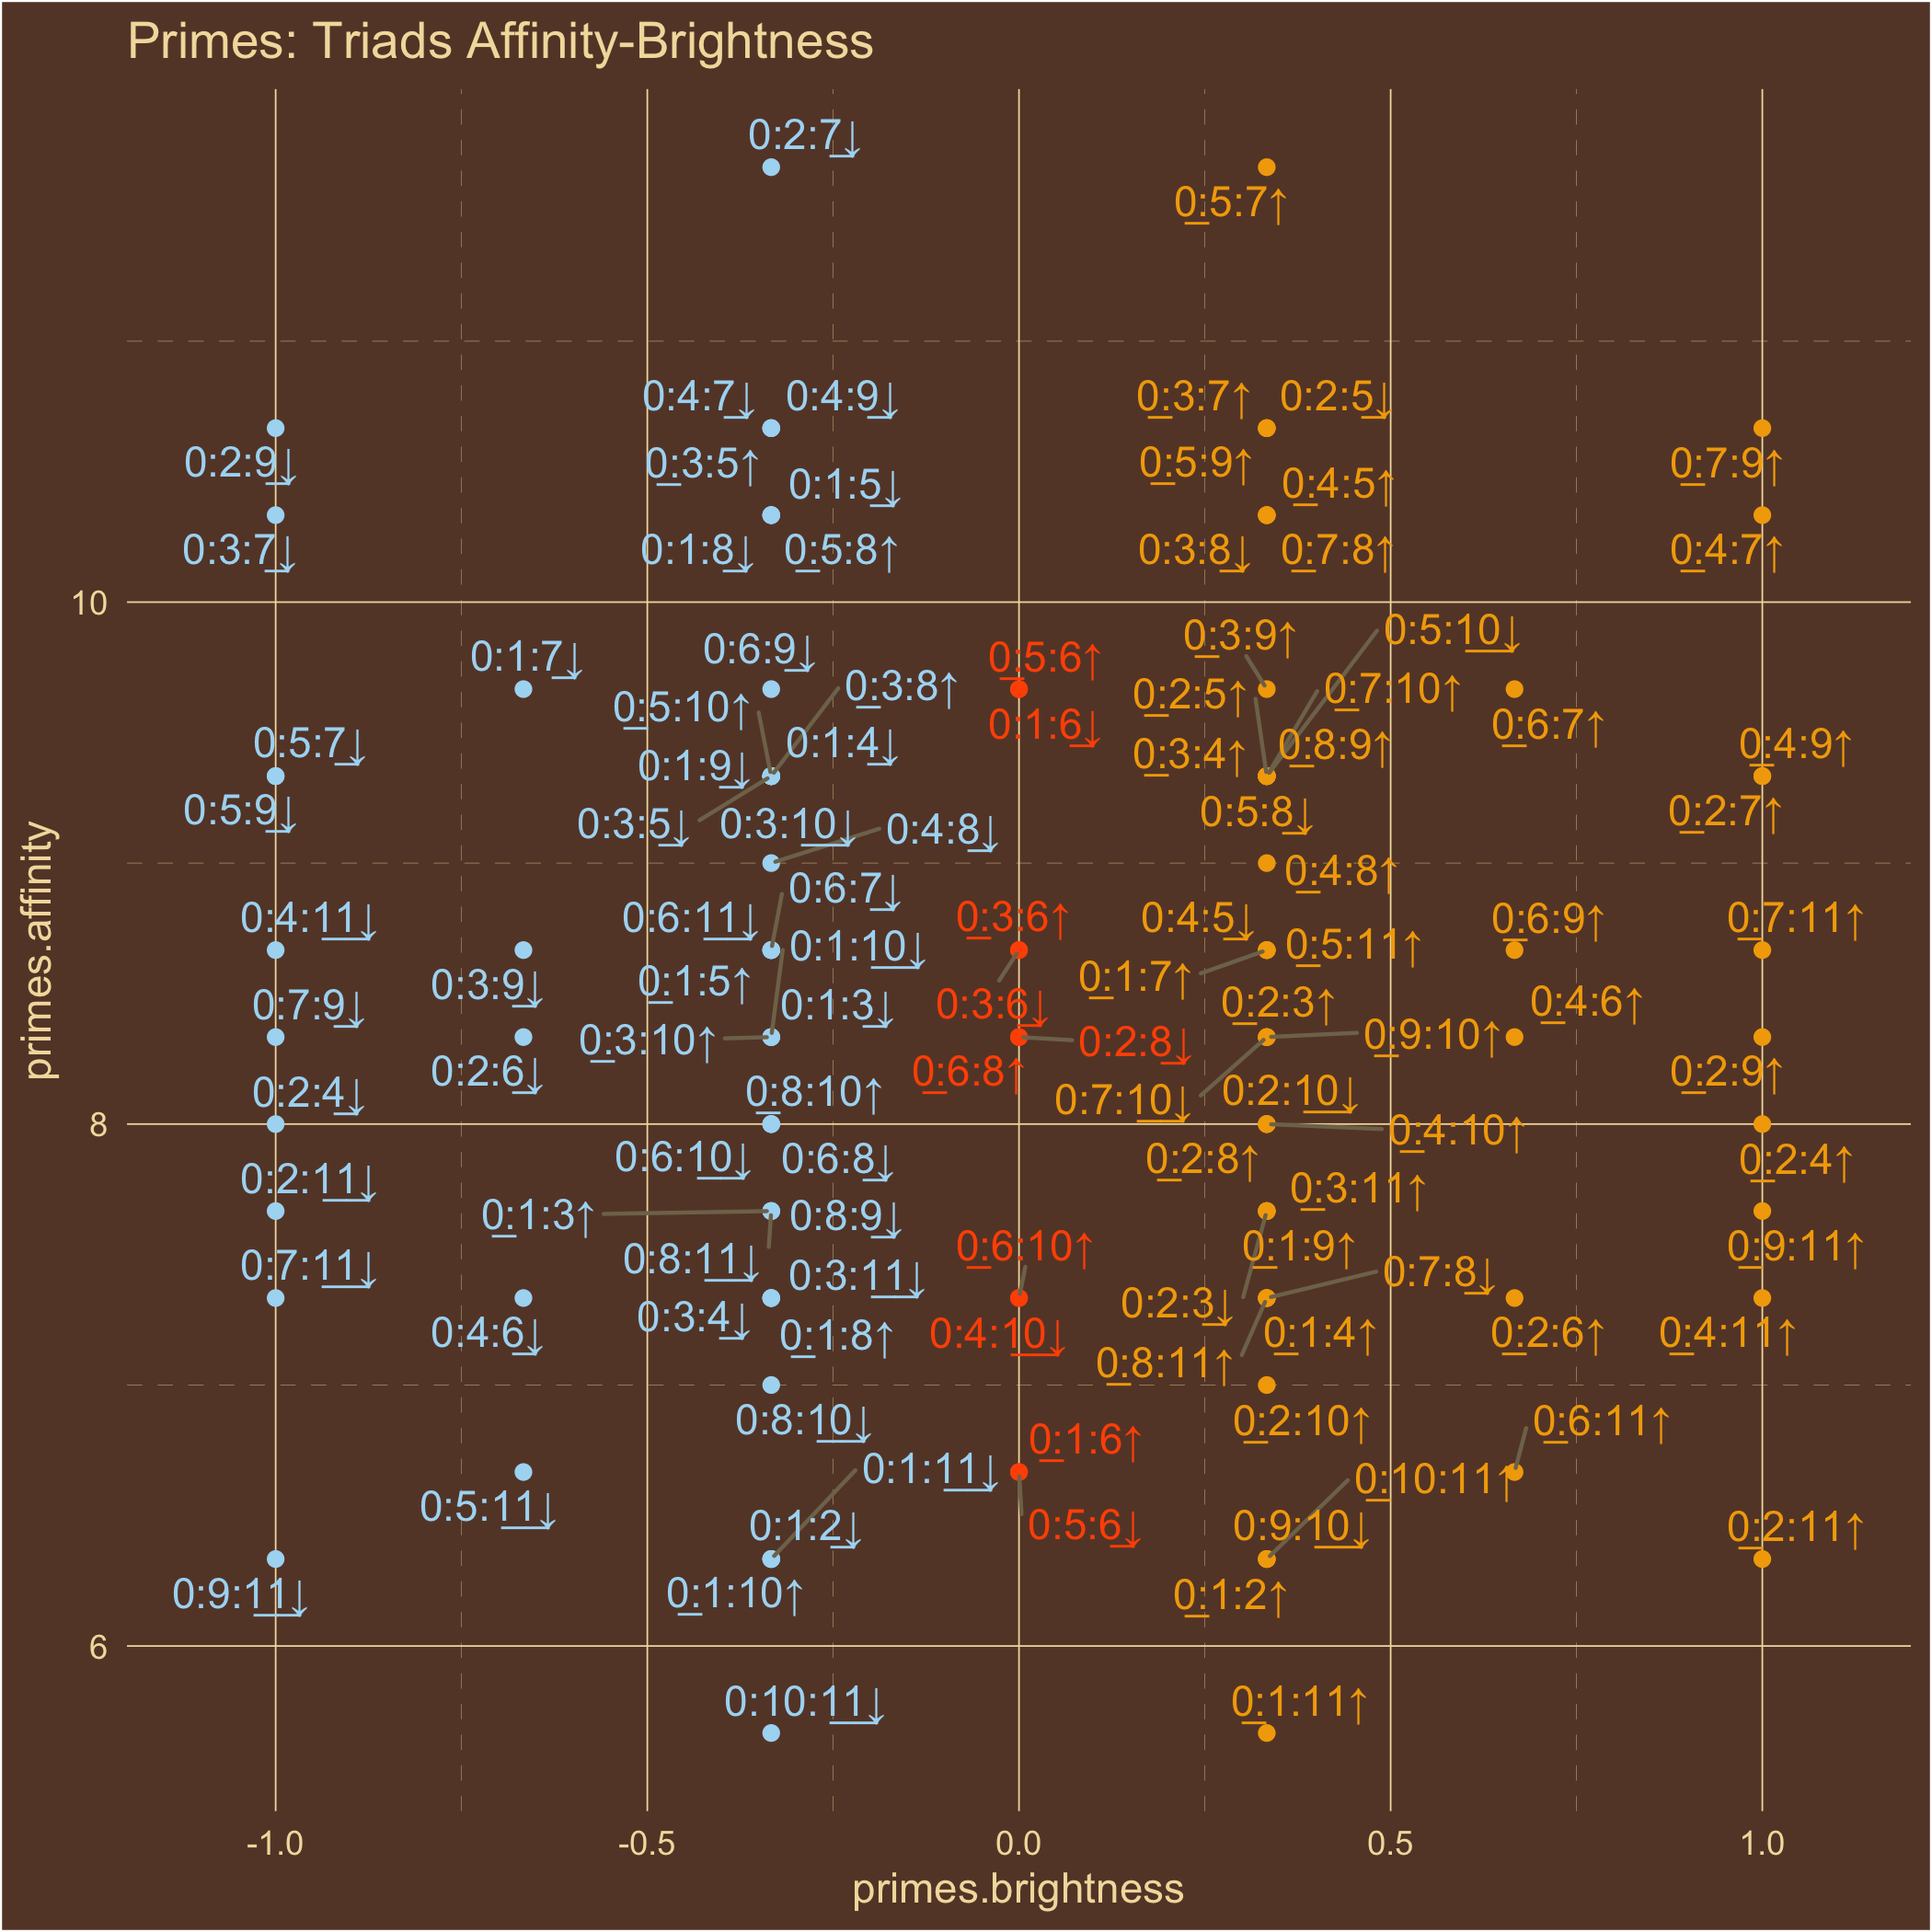 Primes: Triads Affinity-Brightness
0:2:7↓
0:5:7↑
0:4:7↓ 0:4:9↓ 0:3:7↑ 0:2:5↓
0:2:9↓ 0:3:5↑ 0:1:5↓ 0:5:9↑ 0:4:5↑ 0:7:9↑
0:3:7↓ 0:1:8↓ 0:5:8↑ 0:3:8↓ 0:7:8↑ 0:4:7↑
10
0:1:7↓ 0:6:9↓ 0:5:6↑ 0:3:9↑ 0:5:10↓
0:5:10↑ 0:3:8↑ 0:1:6↓ 0:2:5↑ 0:7:10↑ 0:6:7↑
0:5:7↓ 0:1:9↓ 0:1:4↓ 0:3:4↑ 0:8:9↑ 0:4:9↑
0:5:9↓ 0:3:5↓ 0:3:10↓ 0:4:8↓ 0:5:8↓ 0:2:7↑
0:6:7↓ 0:4:8↑
0:4:11↓ 0:6:11↓ 0:1:10↓ 0:3:6↑ 0:4:5↓ 0:5:11↑ 0:6:9↑ 0:7:11↑
0:3:9↓ 0:1:5↑ 0:1:7↑
0:7:9↓ 0:1:3↓ 0:3:6↓ 0:2:3↑ 0:4:6↑
0:3:10↑ 0:2:8↓ 0:9:10↑
0:2:6↓ 0:6:8↑ 0:2:9↑
0:2:4↓ 0:8:10↑ 0:7:10↓ 0:2:10↓
8
0:4:10↑
0:6:10↓ 0:6:8↓ 0:2:8↑ 0:2:4↑
0:2:11↓ 0:1:3↑ 0:8:9↓ 0:3:11↑
0:7:11↓ 0:8:11↓ 0:3:11↓ 0:6:10↑ 0:1:9↑ 0:7:8↓ 0:9:11↑
0:4:6↓ 0:3:4↓ 0:1:8↑ 0:4:10↓ 0:2:3↓ 0:1:4↑ 0:2:6↑ 0:4:11↑
0:8:11↑
0:8:10↓ 0:1:6↑ 0:2:10↑ 0:6:11↑
0:5:11↓ 0:1:11↓ 0:10:11↑
0:1:2↓ 0:5:6↓ 0:9:10↓ 0:2:11↑
0:9:11↓ 0:1:10↑ 0:1:2↑
6
0:10:11↓ 0:1:11↑
-1.0 -0.5 0.0 0.5 1.0
primes.brightness
primes.affinity